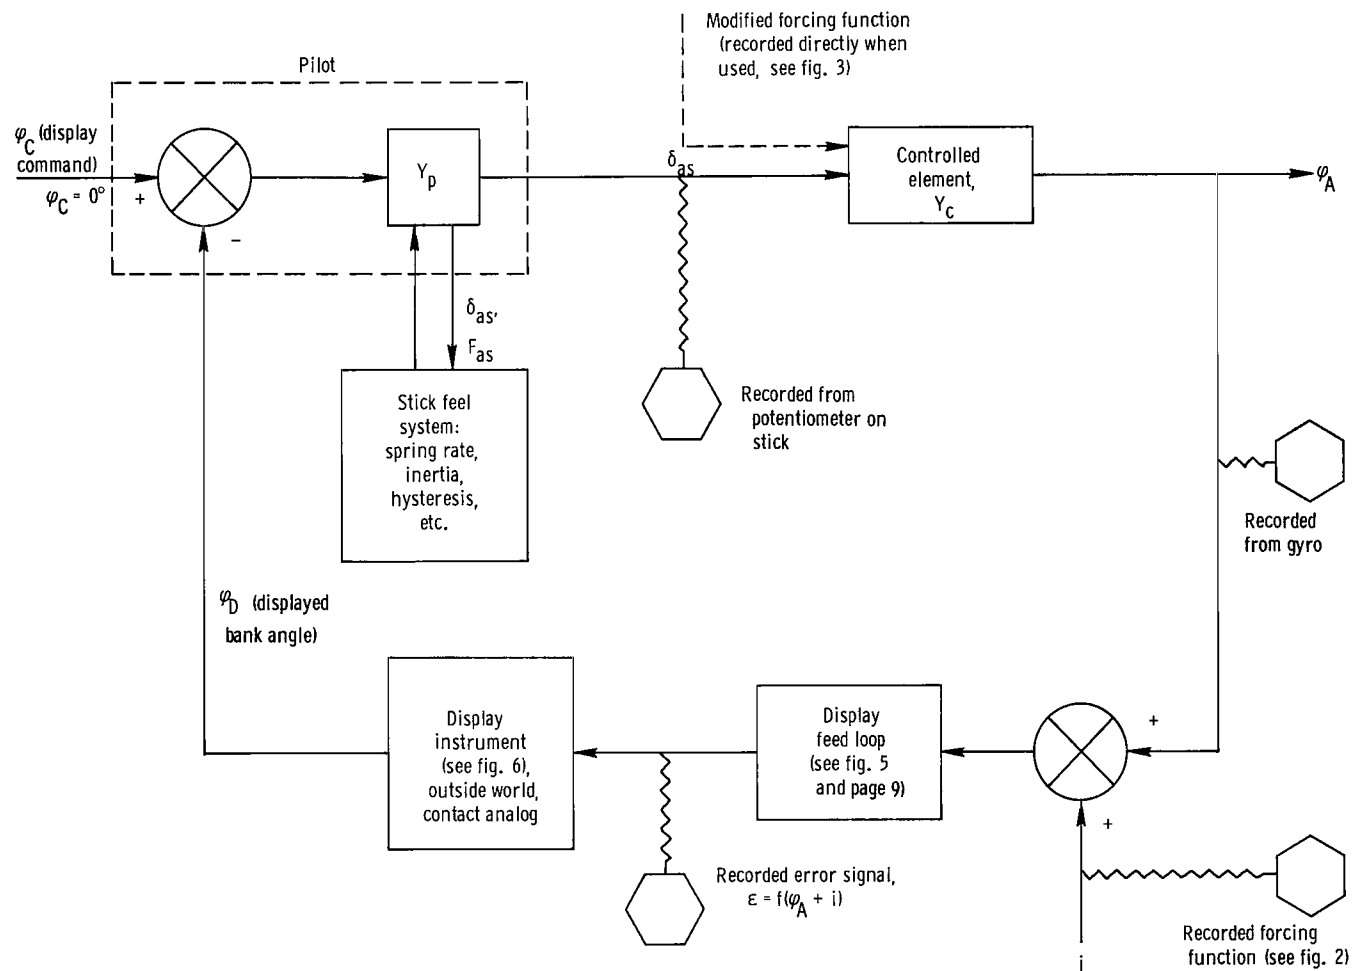 Modified forcing function
(recorded directly when
used, see fig. 3)
Pilot
φC (display
command)
φC = 0°
+
−
Yp
δas
Controlled
element,
Yc
φA
δas,
Fas
Stick feel
system:
spring rate,
inertia,
hysteresis,
etc.
Recorded from
potentiometer on
stick
Recorded
from gyro
φD (displayed
bank angle)
Display
instrument
(see fig. 6),
outside world,
contact analog
Display
feed loop
(see fig. 5
and page 9)
+
+
Recorded error signal,
ε = f(φA + i)
Recorded forcing
function (see fig. 2)
i